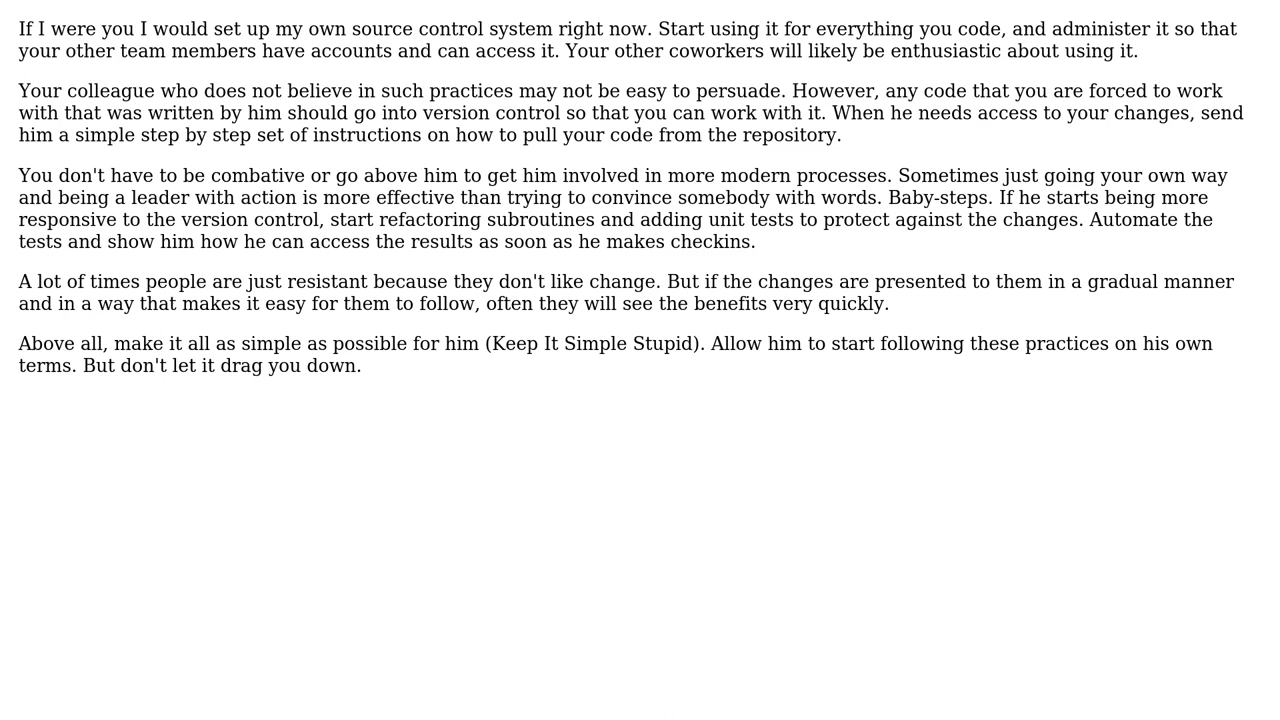 If I were you I would set up my own source control system right now. Start using it for everything you code, and administer it so that
your other team members have accounts and can access it. Your other coworkers will likely be enthusiastic about using it.
Your colleague who does not believe in such practices may not be easy to persuade. However, any code that you are forced to work
with that was written by him should go into version control so that you can work with it. When he needs access to your changes, send
him a simple step by step set of instructions on how to pull your code from the repository.
You don't have to be combative or go above him to get him involved in more modern processes. Sometimes just going your own way
and being a leader with action is more effective than trying to convince somebody with words. Baby-steps. If he starts being more
responsive to the version control, start refactoring subroutines and adding unit tests to protect against the changes. Automate the
tests and show him how he can access the results as soon as he makes checkins.
A lot of times people are just resistant because they don't like change. But if the changes are presented to them in a gradual manner
and in a way that makes it easy for them to follow, often they will see the benefits very quickly.
Above all, make it all as simple as possible for him (Keep It Simple Stupid). Allow him to start following these practices on his own
terms. But don't let it drag you down.